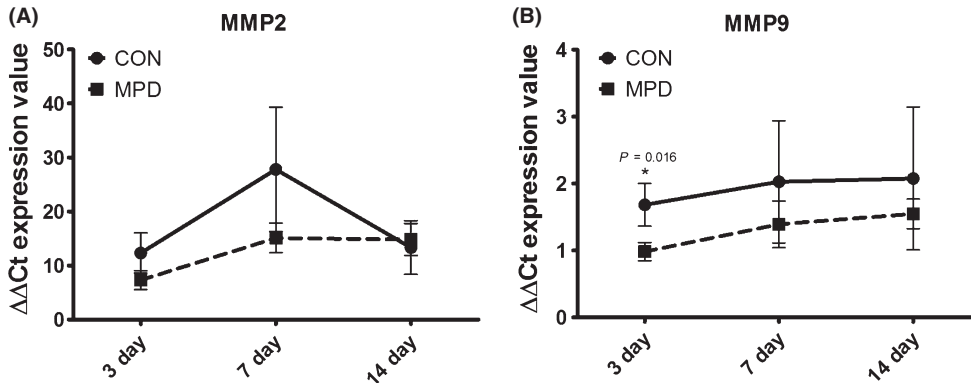 (A)
MMP2
ΔΔCt expression value
50
40
30
20
10
0
CON
MPD
3 day
7 day
14 day
(B)
MMP9
ΔΔCt expression value
4
3
2
1
0
CON
MPD
P = 0.016
*
3 day
7 day
14 day